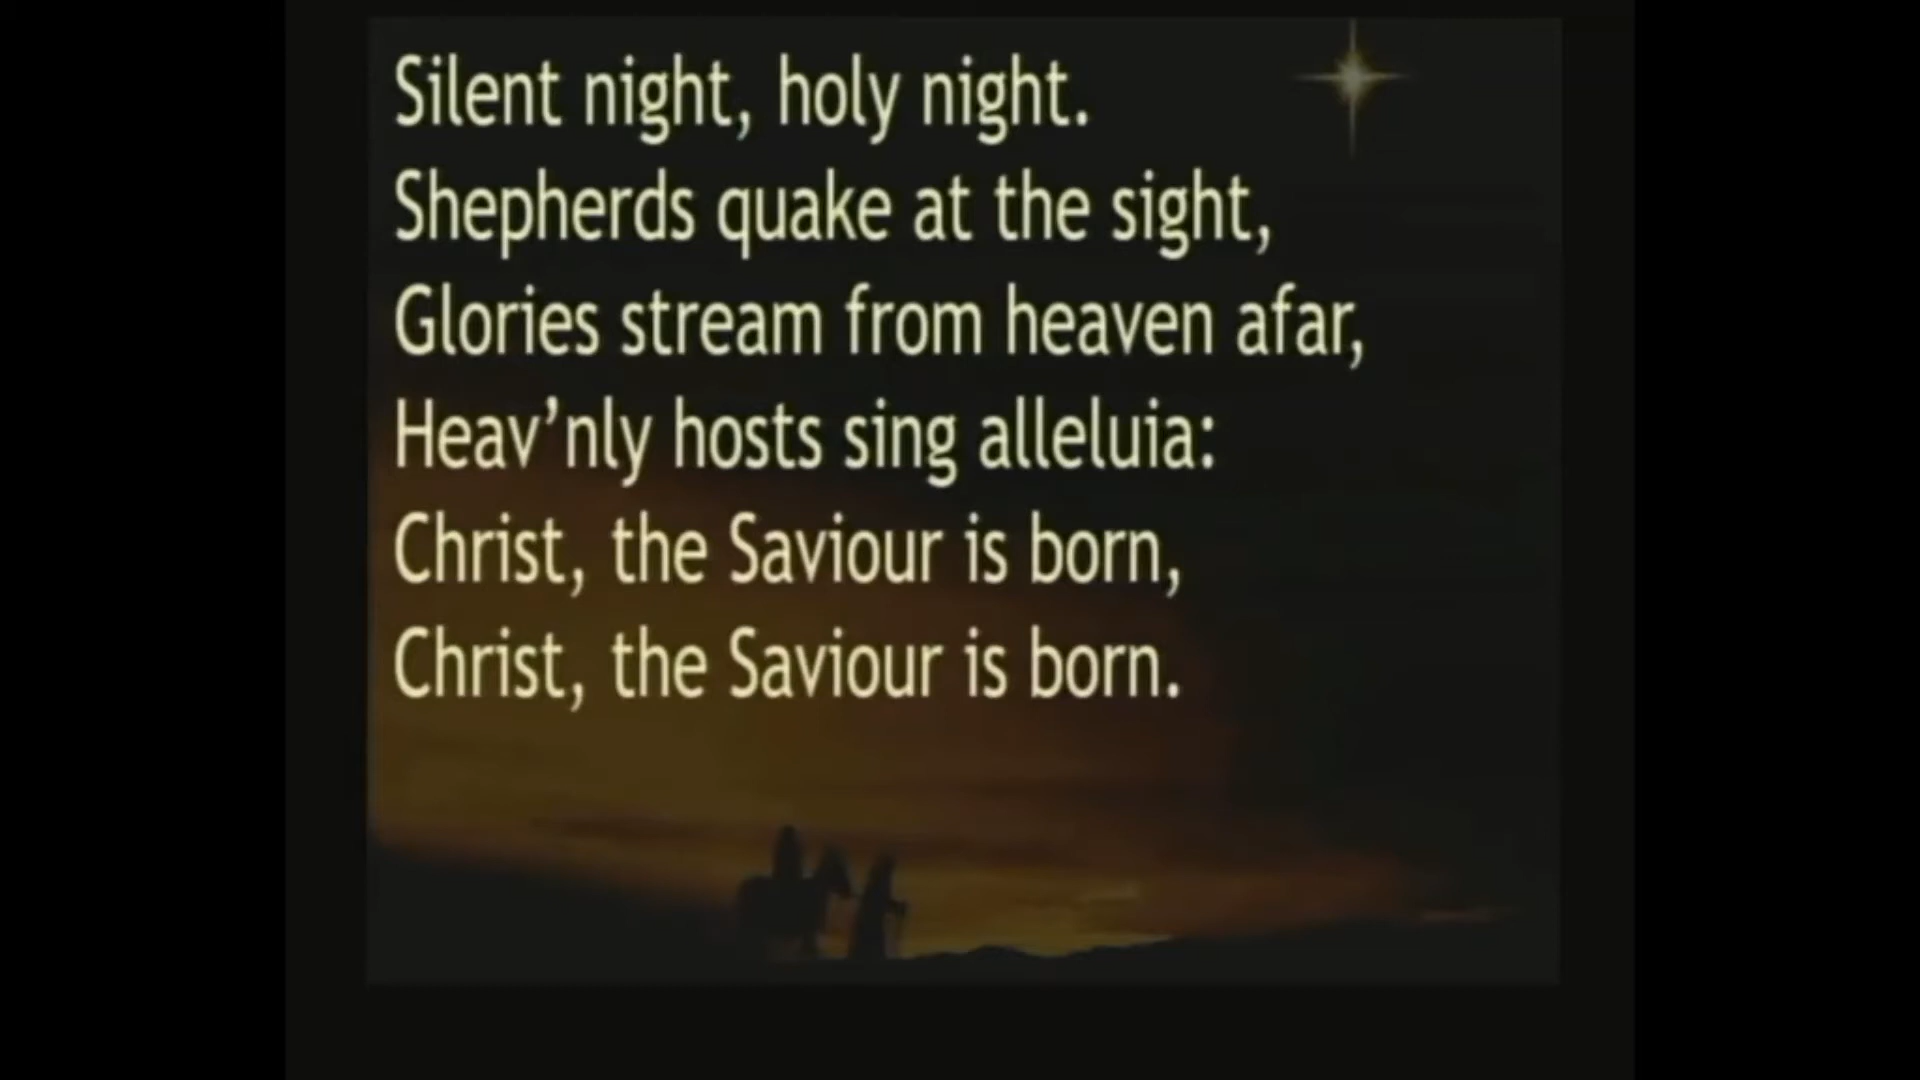 Silent night, holy night.
Shepherds quake at the sight,
Glories stream from heaven afar,
Heav’nly hosts sing alleluia:
Christ, the Saviour is born,
Christ, the Saviour is born.